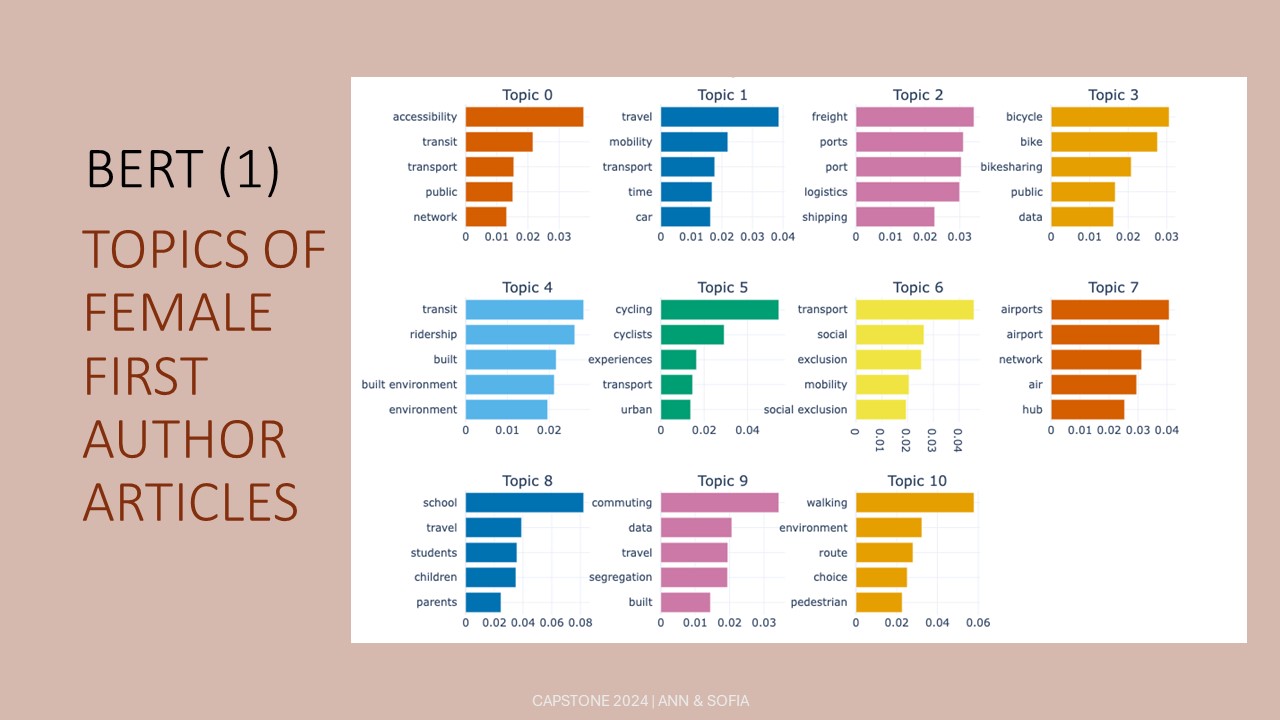 BERT (1)
TOPICS OF
FEMALE
FIRST
AUTHOR
ARTICLES
Topic 0
accessibility
transit
transport
public
network
0 0.01 0.02 0.03
Topic 1
travel
mobility
transport
time
car
0 0.01 0.02 0.03 0.04
Topic 2
freight
ports
port
logistics
shipping
0 0.01 0.02 0.03
Topic 3
bicycle
bike
bikesharing
public
data
0 0.01 0.02 0.03
Topic 4
transit
ridership
built
built environment
environment
0 0.01 0.02
Topic 5
cycling
cyclists
experiences
transport
urban
0 0.02 0.04
Topic 6
transport
social
exclusion
mobility
social exclusion
0 0.01 0.02 0.03 0.04
Topic 7
airports
airport
network
air
hub
0 0.01 0.02 0.03 0.04
Topic 8
school
travel
students
children
parents
0 0.02 0.04 0.06 0.08
Topic 9
commuting
data
travel
segregation
built
0 0.01 0.02 0.03
Topic 10
walking
environment
route
choice
pedestrian
0 0.02 0.04 0.06
CAPSTONE 2024 | ANN & SOFIA